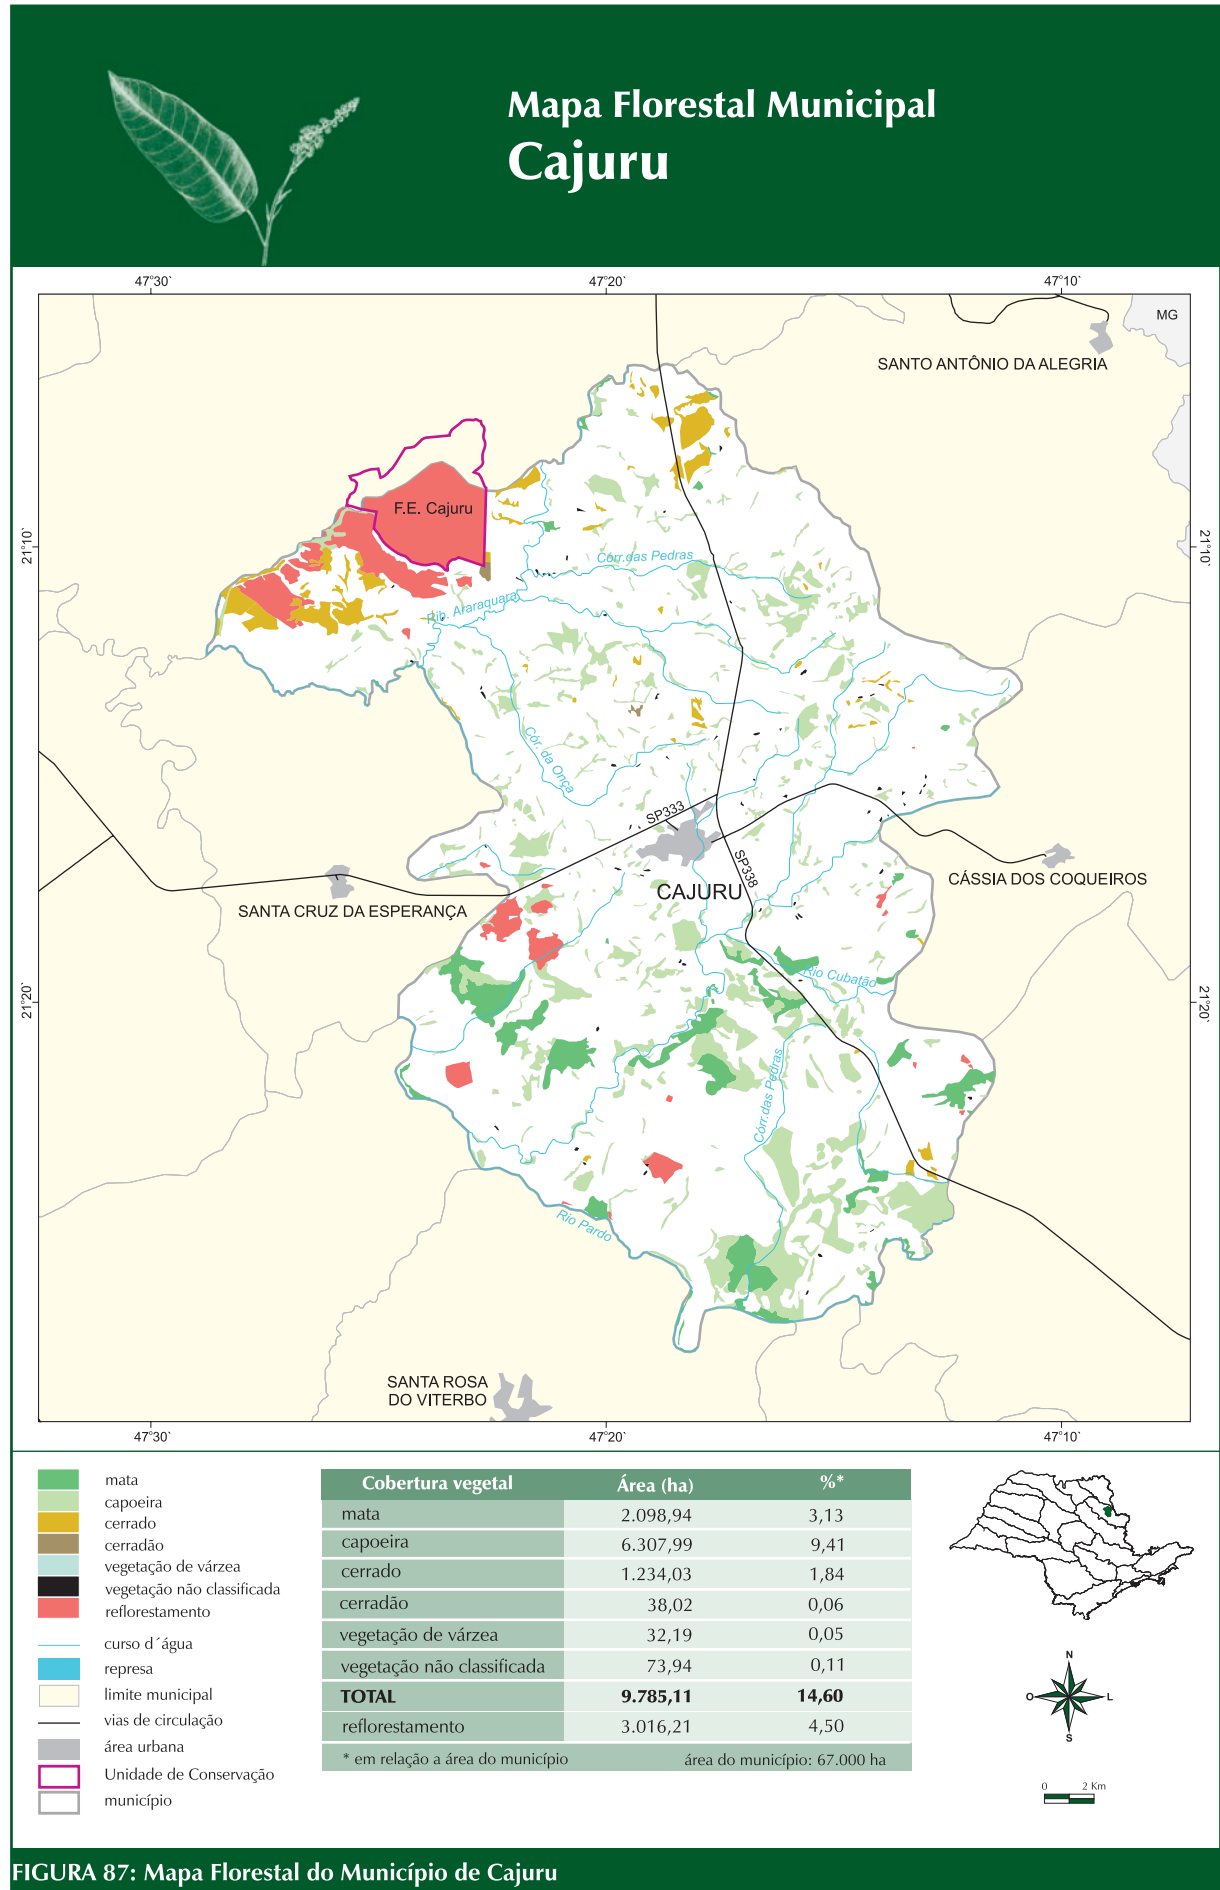 Mapa Florestal Municipal
Cajuru
47°30`
47°20`
47°10`
MG
SANTO ANTÔNIO DA ALEGRIA
F.E. Cajuru
21°10`
21°10`
Córr.das Pedras
Rib. Araraquara
Cór. da Onça
SP333
SP338
CAJURU
CÁSSIA DOS COQUEIROS
SANTA CRUZ DA ESPERANÇA
Rio Cubatão
21°20`
21°20`
Córr.das Pedras
Rio Pardo
SANTA ROSA
DO VITERBO
47°30`
47°20`
47°10`
mata
capoeira
cerrado
cerradão
vegetação de várzea
vegetação não classificada
reflorestamento
curso d´água
represa
limite municipal
vias de circulação
área urbana
Unidade de Conservação
município
Cobertura vegetal Área (ha) %*
mata 2.098,94 3,13
capoeira 6.307,99 9,41
cerrado 1.234,03 1,84
cerradão 38,02 0,06
vegetação de várzea 32,19 0,05
vegetação não classificada 73,94 0,11
TOTAL 9.785,11 14,60
reflorestamento 3.016,21 4,50
* em relação a área do município área do município: 67.000 ha
N
O L
S
0 2 Km
FIGURA 87: Mapa Florestal do Município de Cajuru